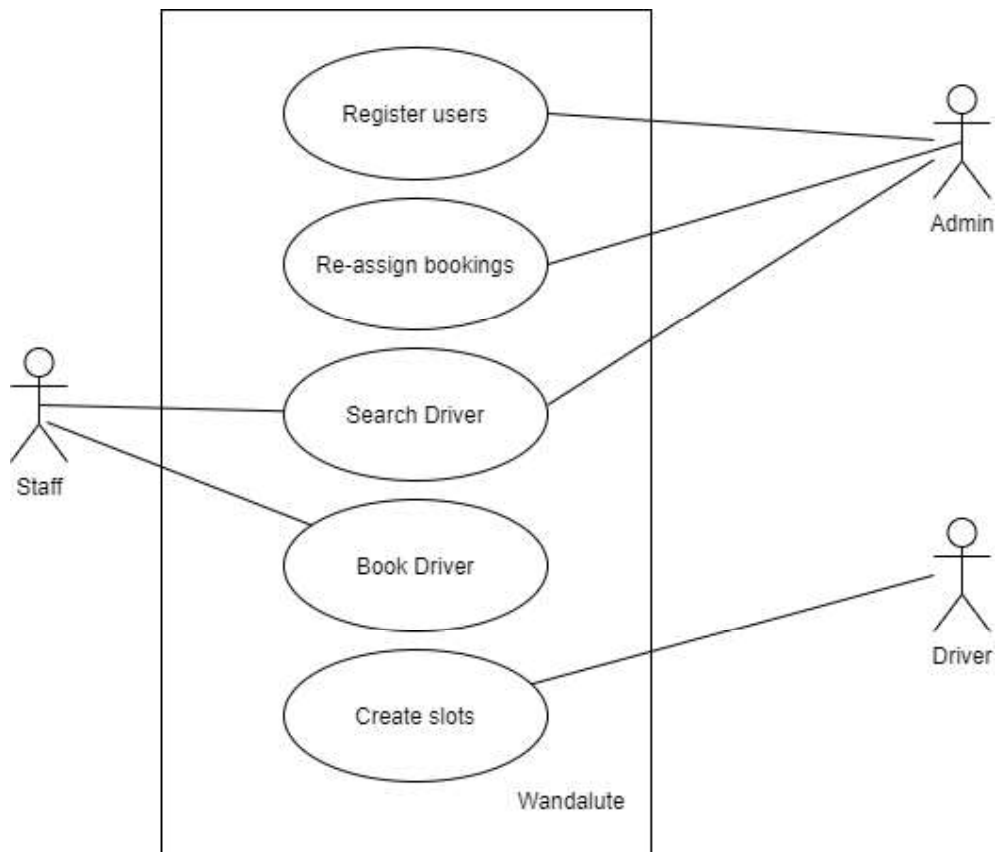 Register users
Admin
Re-assign bookings
Search Driver
Staff
Book Driver
Driver
Create slots
Wandalute